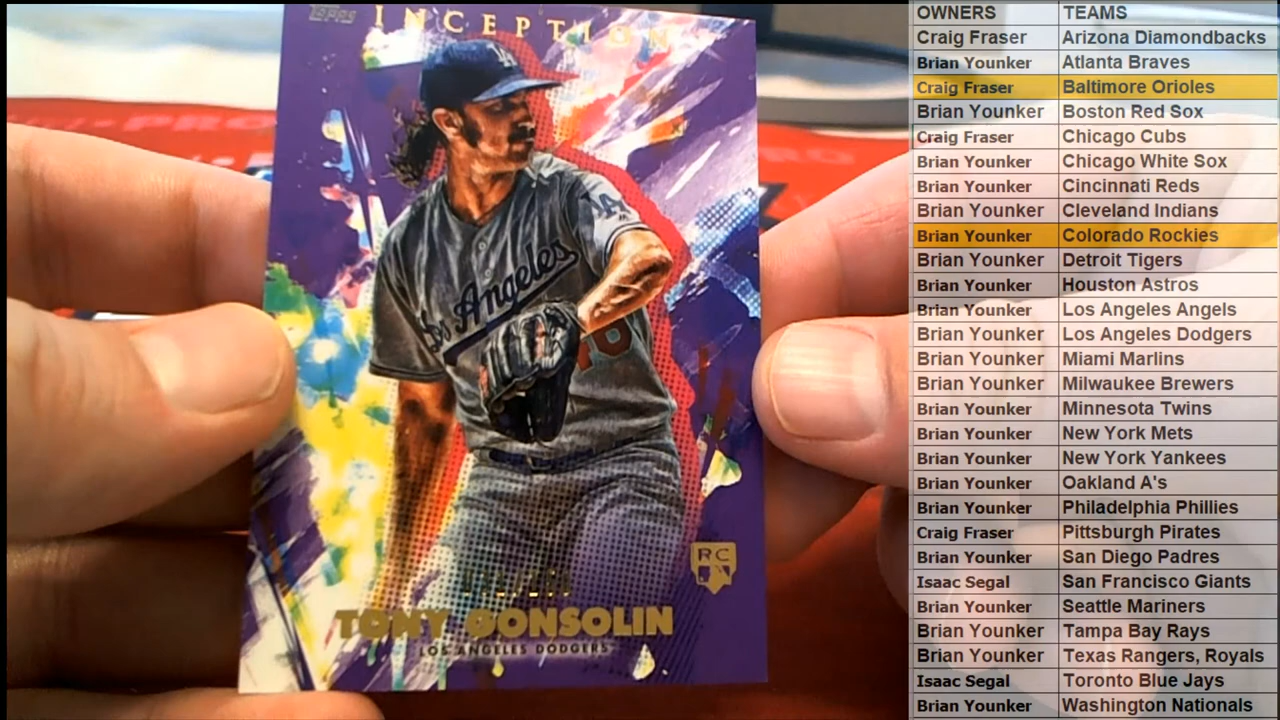 Topps INCEPTION
LA
LA
Los Angeles
RC
TONY GONSOLIN
LOS ANGELES DODGERS
PRO
OWNERS TEAMS
Craig Fraser Arizona Diamondbacks
Brian Younker Atlanta Braves
Craig Fraser Baltimore Orioles
Brian Younker Boston Red Sox
Craig Fraser Chicago Cubs
Brian Younker Chicago White Sox
Brian Younker Cincinnati Reds
Brian Younker Cleveland Indians
Brian Younker Colorado Rockies
Brian Younker Detroit Tigers
Brian Younker Houston Astros
Brian Younker Los Angeles Angels
Brian Younker Los Angeles Dodgers
Brian Younker Miami Marlins
Brian Younker Milwaukee Brewers
Brian Younker Minnesota Twins
Brian Younker New York Mets
Brian Younker New York Yankees
Brian Younker Oakland A's
Brian Younker Philadelphia Phillies
Craig Fraser Pittsburgh Pirates
Brian Younker San Diego Padres
Isaac Segal San Francisco Giants
Brian Younker Seattle Mariners
Brian Younker Tampa Bay Rays
Brian Younker Texas Rangers, Royals
Isaac Segal Toronto Blue Jays
Brian Younker Washington Nationals